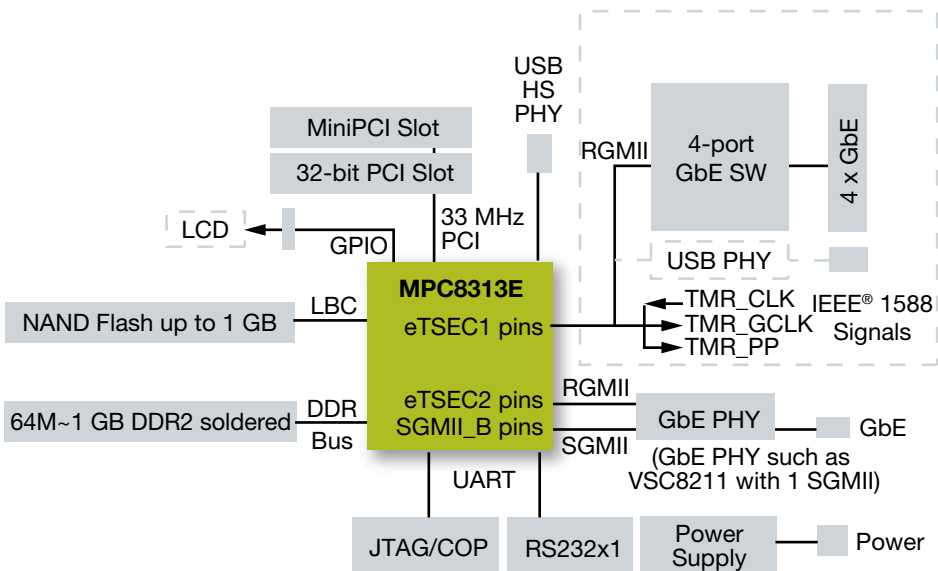 USB
HS
PHY
MiniPCI Slot
32-bit PCI Slot
RGMII
4-port
GbE SW
4 x GbE
LCD
GPIO
33 MHz
PCI
USB PHY
MPC8313E
eTSEC1 pins
LBC
NAND Flash up to 1 GB
TMR_CLK
TMR_GCLK
TMR_PP
IEEE® 1588
Signals
eTSEC2 pins
SGMII_B pins
RGMII
SGMII
DDR
Bus
64M~1 GB DDR2 soldered
GbE PHY
GbE
(GbE PHY such as
VSC8211 with 1 SGMII)
UART
JTAG/COP
RS232x1
Power
Supply
Power